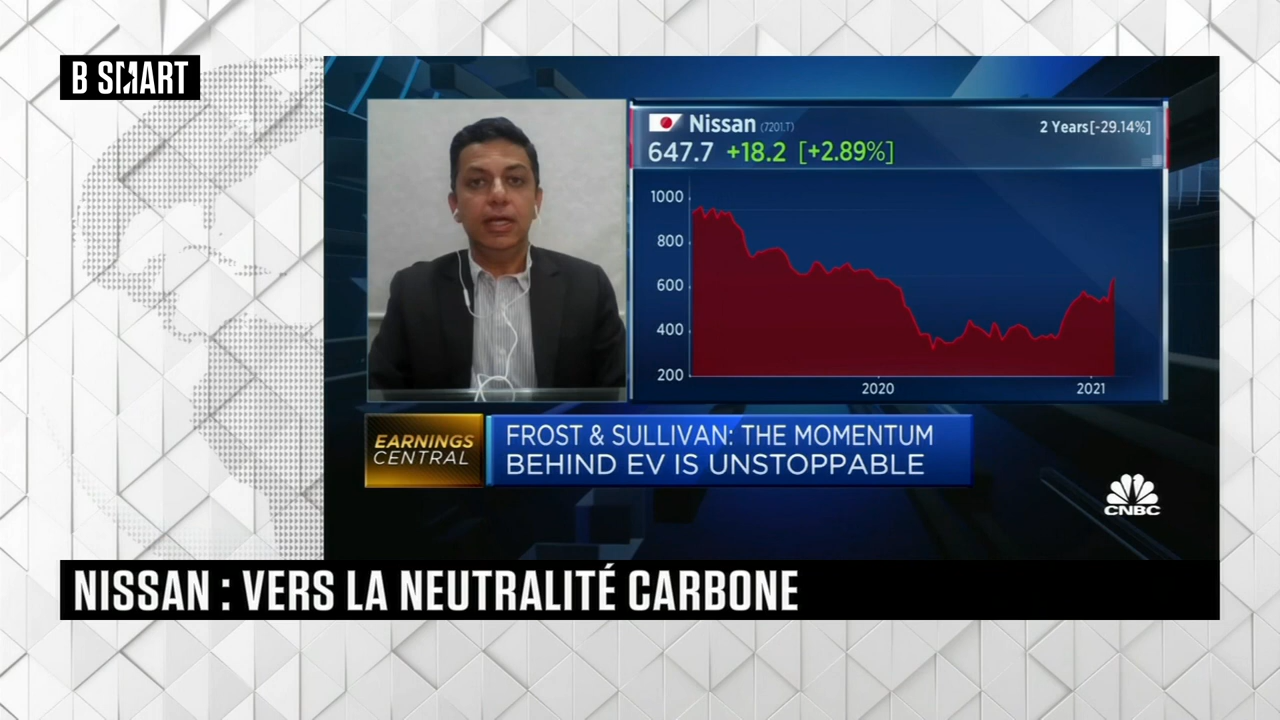 B SMART
Nissan (7201.T)
2 Years[-29.14%]
647.7 +18.2 [+2.89%]
1000
800
600
400
200
2020
2021
EARNINGS
CENTRAL
FROST & SULLIVAN: THE MOMENTUM
BEHIND EV IS UNSTOPPABLE
CNBC
NISSAN : VERS LA NEUTRALITÉ CARBONE